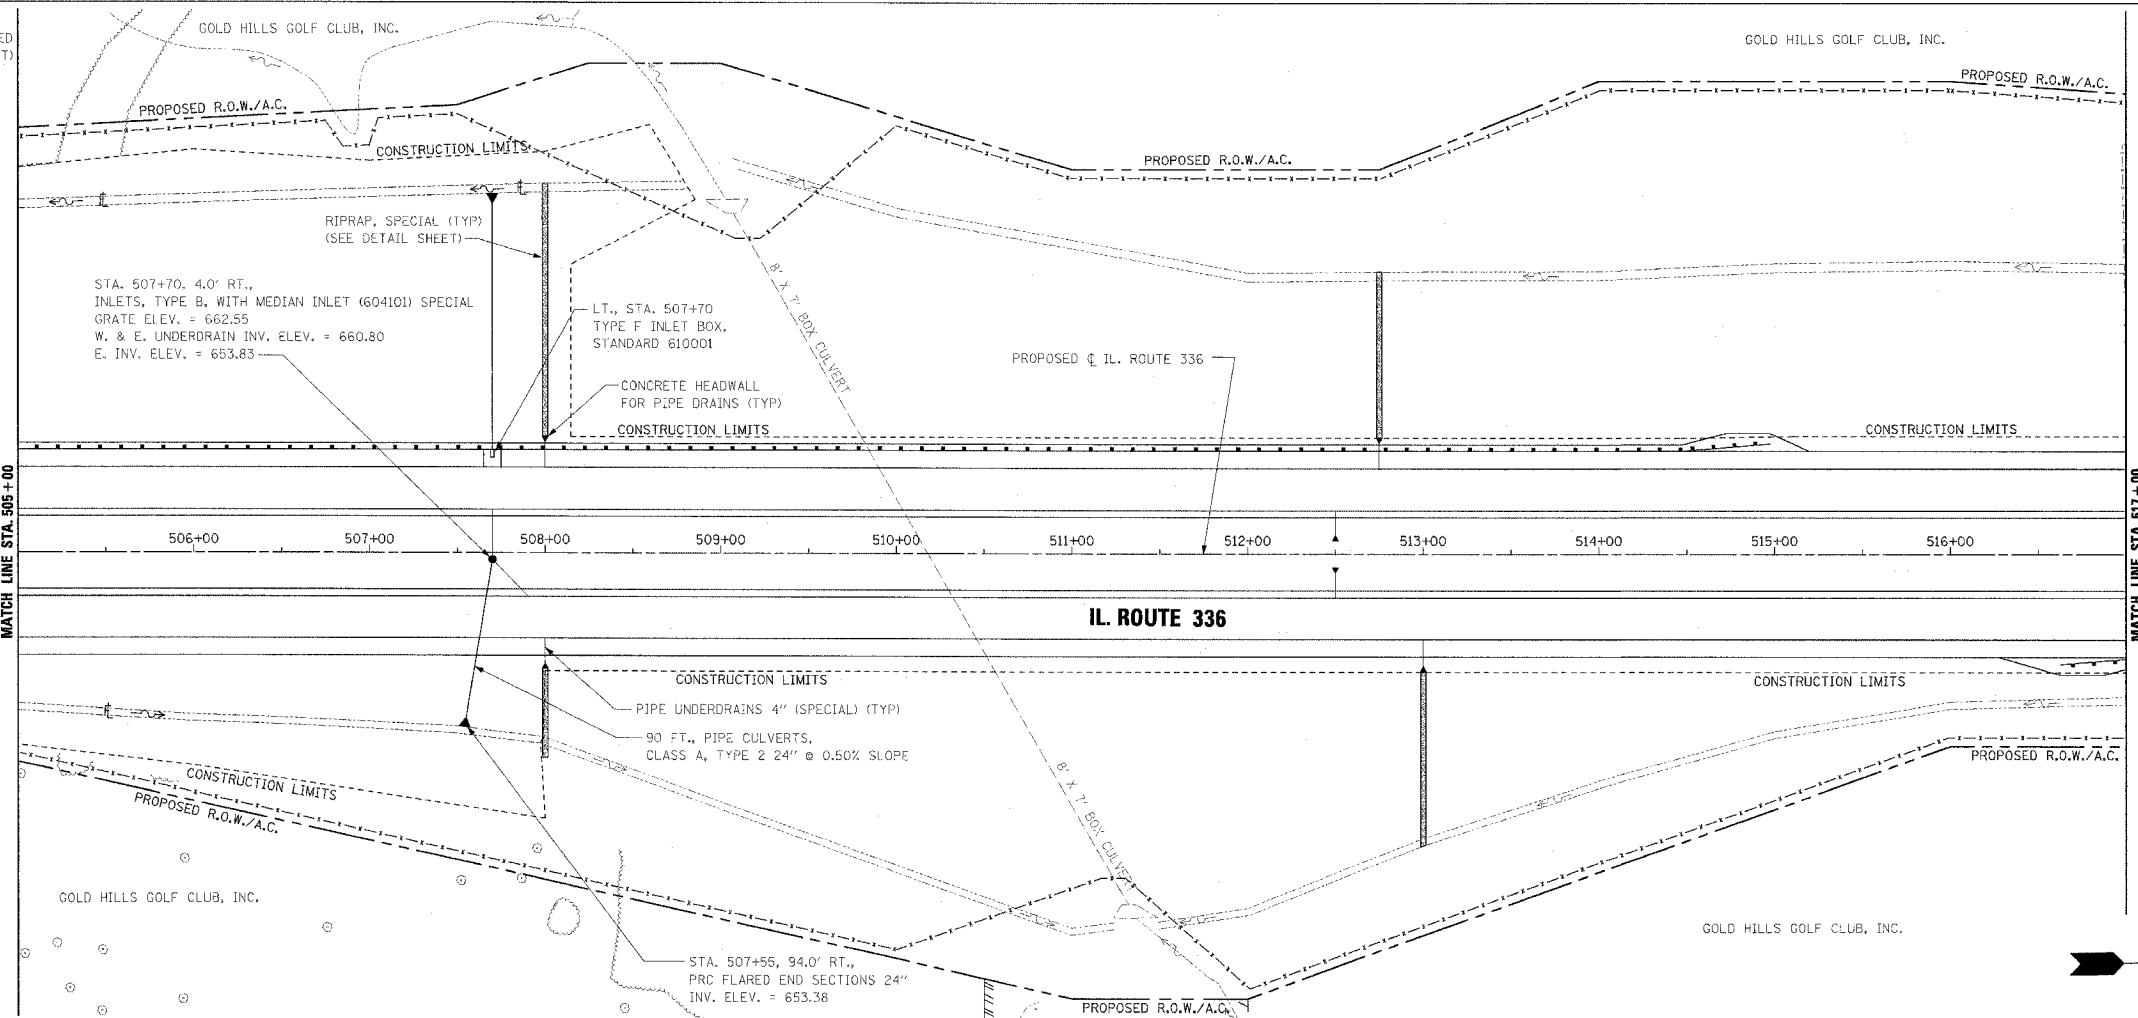 ED
T)
GOLD HILLS GOLF CLUB, INC.
GOLD HILLS GOLF CLUB, INC.
PROPOSED R.O.W./A.C.
PROPOSED R.O.W./A.C.
CONSTRUCTION LIMITS
PROPOSED R.O.W./A.C.
RIPRAP, SPECIAL (TYP)
(SEE DETAIL SHEET)
STA. 507+70, 4.0' RT.,
INLETS, TYPE B, WITH MEDIAN INLET (604101) SPECIAL
GRATE ELEV. = 662.55
W. & E. UNDERDRAIN INV. ELEV. = 660.80
E. INV. ELEV. = 653.83
LT., STA. 507+70
TYPE F INLET BOX,
STANDARD 610001
8' X 7' BOX CULVERT
PROPOSED ℄ IL. ROUTE 336
CONCRETE HEADWALL
FOR PIPE DRAINS (TYP)
CONSTRUCTION LIMITS
CONSTRUCTION LIMITS
MATCH LINE STA. 505+00
MATCH LINE STA. 517+00
506+00 507+00 508+00 509+00 510+00 511+00 512+00 513+00 514+00 515+00 516+00
IL. ROUTE 336
CONSTRUCTION LIMITS
CONSTRUCTION LIMITS
PIPE UNDERDRAINS 4" (SPECIAL) (TYP)
90 FT., PIPE CULVERTS,
CLASS A, TYPE 2 24" @ 0.50% SLOPE
8' X 7' BOX CULVERT
CONSTRUCTION LIMITS
PROPOSED R.O.W./A.C.
PROPOSED R.O.W./A.C.
GOLD HILLS GOLF CLUB, INC.
GOLD HILLS GOLF CLUB, INC.
STA. 507+55, 94.0' RT.,
PRC FLARED END SECTIONS 24"
INV. ELEV. = 653.38
PROPOSED R.O.W./A.C.